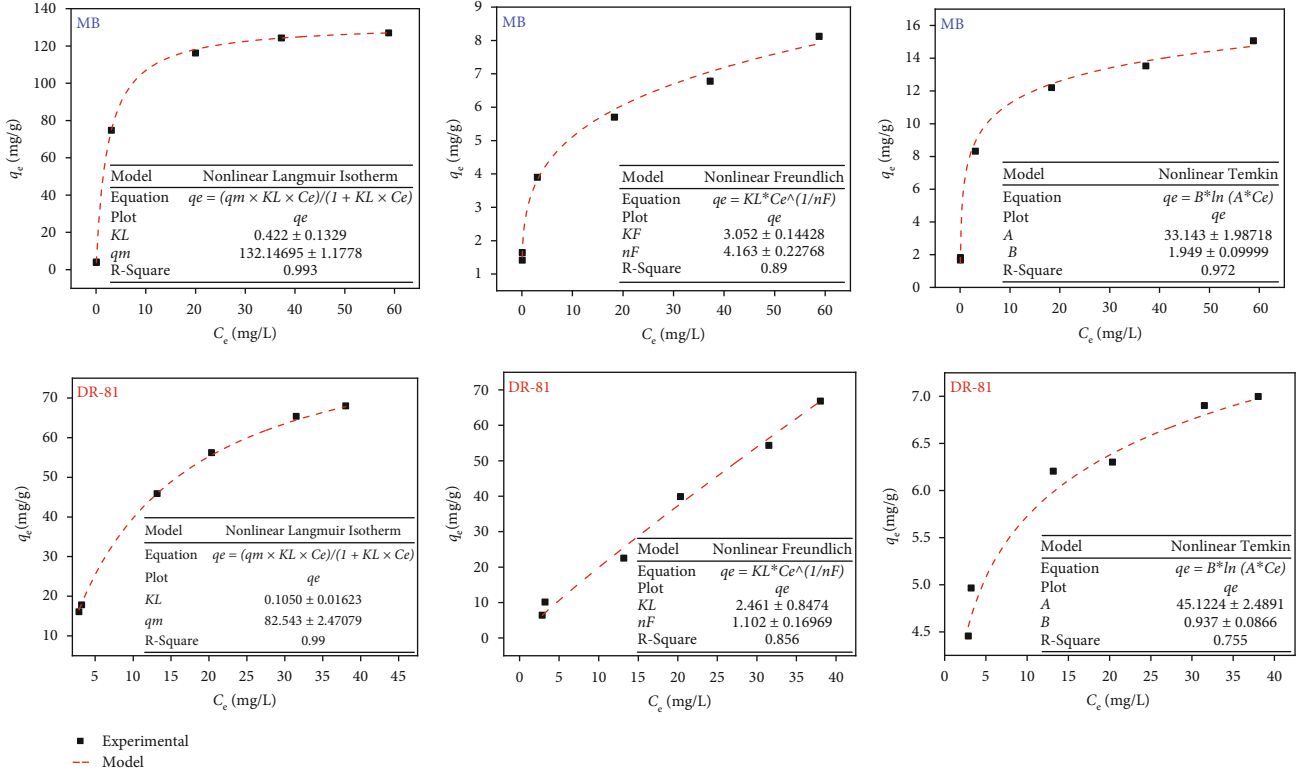 MB
140
120
100
80
60
40
20
0
qe (mg/g)
Model Nonlinear Langmuir Isotherm
Equation qe = (qm × KL × Ce)/(1 + KL × Ce)
Plot qe
KL 0.422 ± 0.1329
qm 132.14695 ± 1.1778
R-Square 0.993
0 10 20 30 40 50 60
Ce (mg/L)
MB
9
8
7
6
5
4
3
2
1
qe (mg/g)
Model Nonlinear Freundlich
Equation qe = KL*Ce^(1/nF)
Plot qe
KF 3.052 ± 0.14428
nF 4.163 ± 0.22768
R-Square 0.89
0 10 20 30 40 50 60
Ce (mg/L)
MB
16
14
12
10
8
6
4
2
0
qe (mg/g)
Model Nonlinear Temkin
Equation qe = B*ln (A*Ce)
Plot qe
A 33.143 ± 1.98718
B 1.949 ± 0.09999
R-Square 0.972
0 10 20 30 40 50 60
Ce (mg/L)
DR-81
70
60
50
40
30
20
10
qe(mg/g)
Model Nonlinear Langmuir Isotherm
Equation qe = (qm × KL × Ce)/(1 + KL × Ce)
Plot qe
KL 0.1050 ± 0.01623
qm 82.543 ± 2.47079
R-Square 0.99
5 10 15 20 25 30 35 40 45
Ce (mg/L)
DR-81
70
60
50
40
30
20
10
0
qe(mg/g)
Model Nonlinear Freundlich
Equation qe = KL*Ce^(1/nF)
Plot qe
KL 2.461 ± 0.8474
nF 1.102 ± 0.16969
R-Square 0.856
0 5 10 15 20 25 30 35 40
Ce (mg/L)
DR-81
7.0
6.5
6.0
5.0
4.5
qe(mg/g)
Model Nonlinear Temkin
Equation qe = B*ln (A*Ce)
Plot qe
A 45.1224 ± 2.4891
B 0.937 ± 0.0866
R-Square 0.755
0 5 10 15 20 25 30 35 40
Ce (mg/L)
Experimental
Model